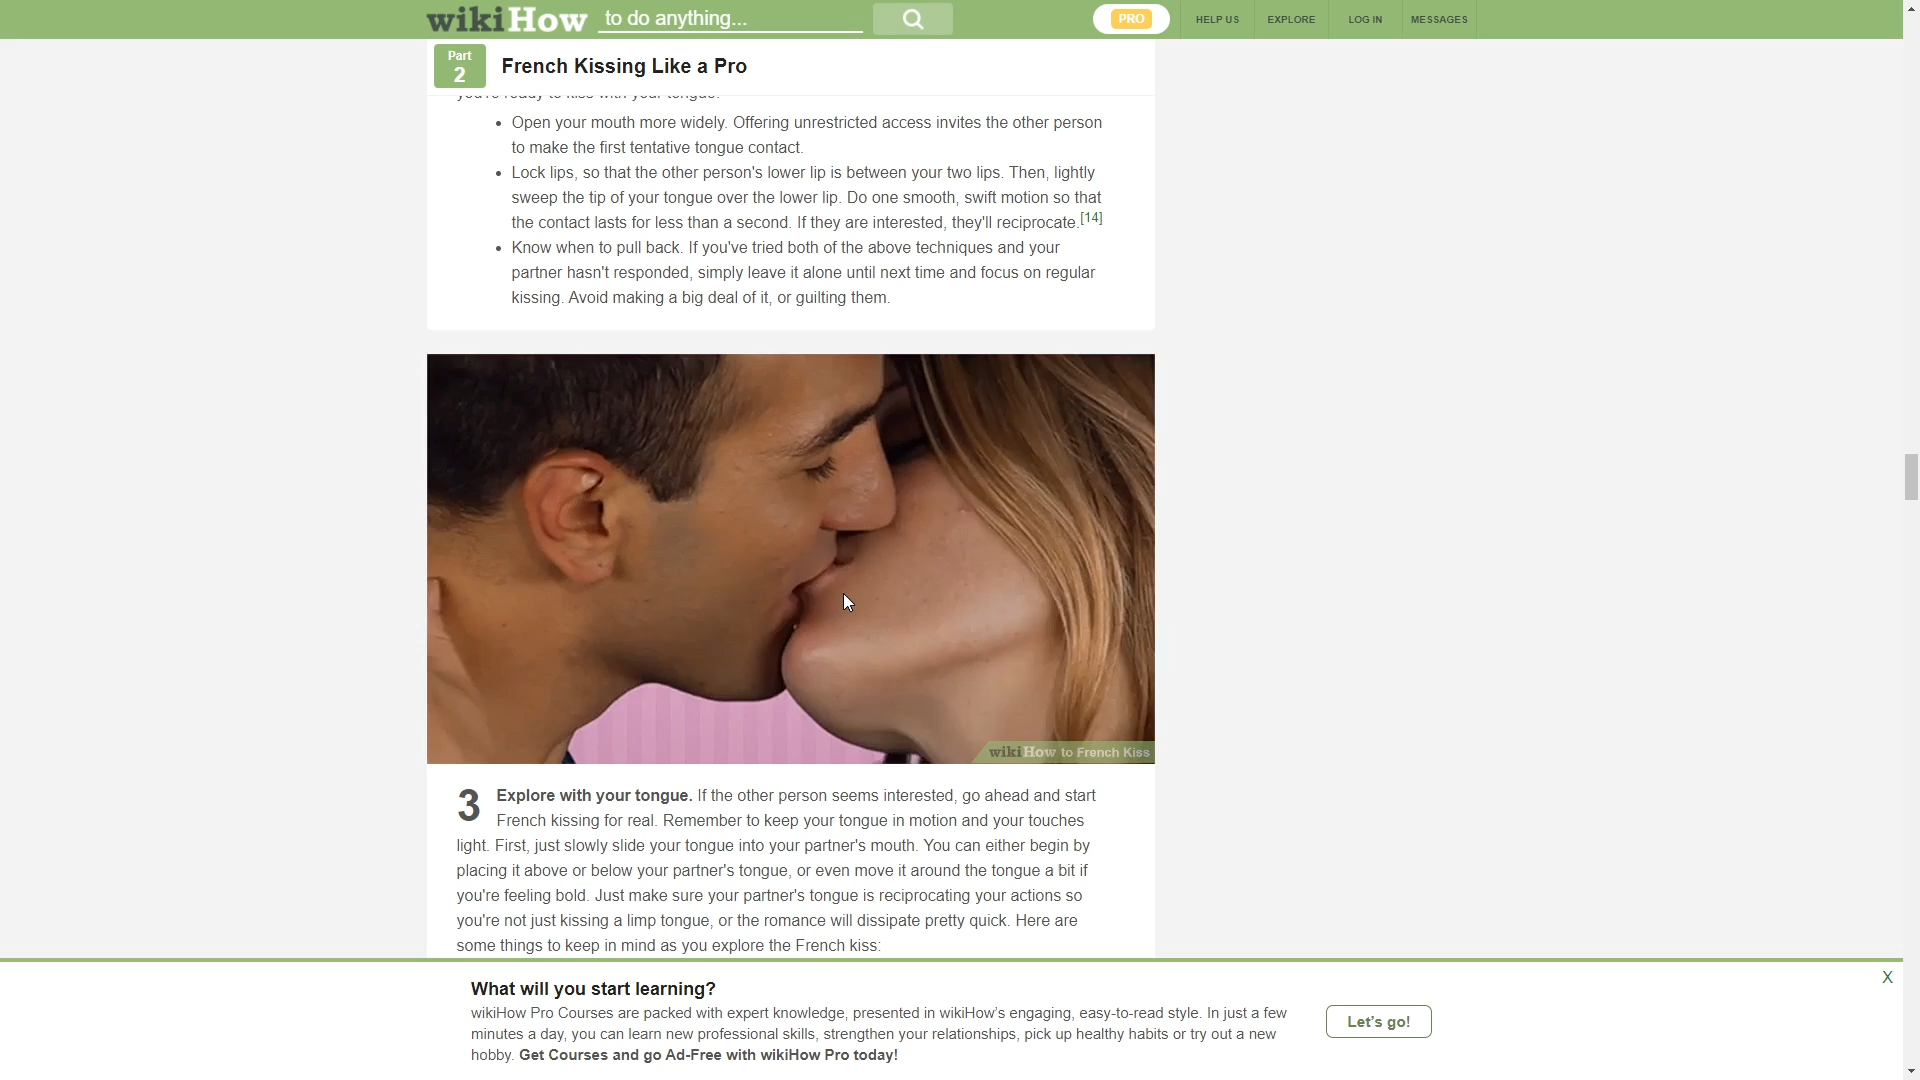 wikiHow to do anything...
PRO
HELP US
EXPLORE
LOG IN
MESSAGES
Part
2
French Kissing Like a Pro
you're ready to kiss with your tongue.
• Open your mouth more widely. Offering unrestricted access invites the other person
to make the first tentative tongue contact.
• Lock lips, so that the other person's lower lip is between your two lips. Then, lightly
sweep the tip of your tongue over the lower lip. Do one smooth, swift motion so that
the contact lasts for less than a second. If they are interested, they'll reciprocate.[14]
• Know when to pull back. If you've tried both of the above techniques and your
partner hasn't responded, simply leave it alone until next time and focus on regular
kissing. Avoid making a big deal of it, or guilting them.
wikiHow to French Kiss
3 Explore with your tongue. If the other person seems interested, go ahead and start
French kissing for real. Remember to keep your tongue in motion and your touches
light. First, just slowly slide your tongue into your partner's mouth. You can either begin by
placing it above or below your partner's tongue, or even move it around the tongue a bit if
you're feeling bold. Just make sure your partner's tongue is reciprocating your actions so
you're not just kissing a limp tongue, or the romance will dissipate pretty quick. Here are
some things to keep in mind as you explore the French kiss:
X
What will you start learning?
wikiHow Pro Courses are packed with expert knowledge, presented in wikiHow's engaging, easy-to-read style. In just a few
minutes a day, you can learn new professional skills, strengthen your relationships, pick up healthy habits or try out a new
hobby. Get Courses and go Ad-Free with wikiHow Pro today!
Let's go!